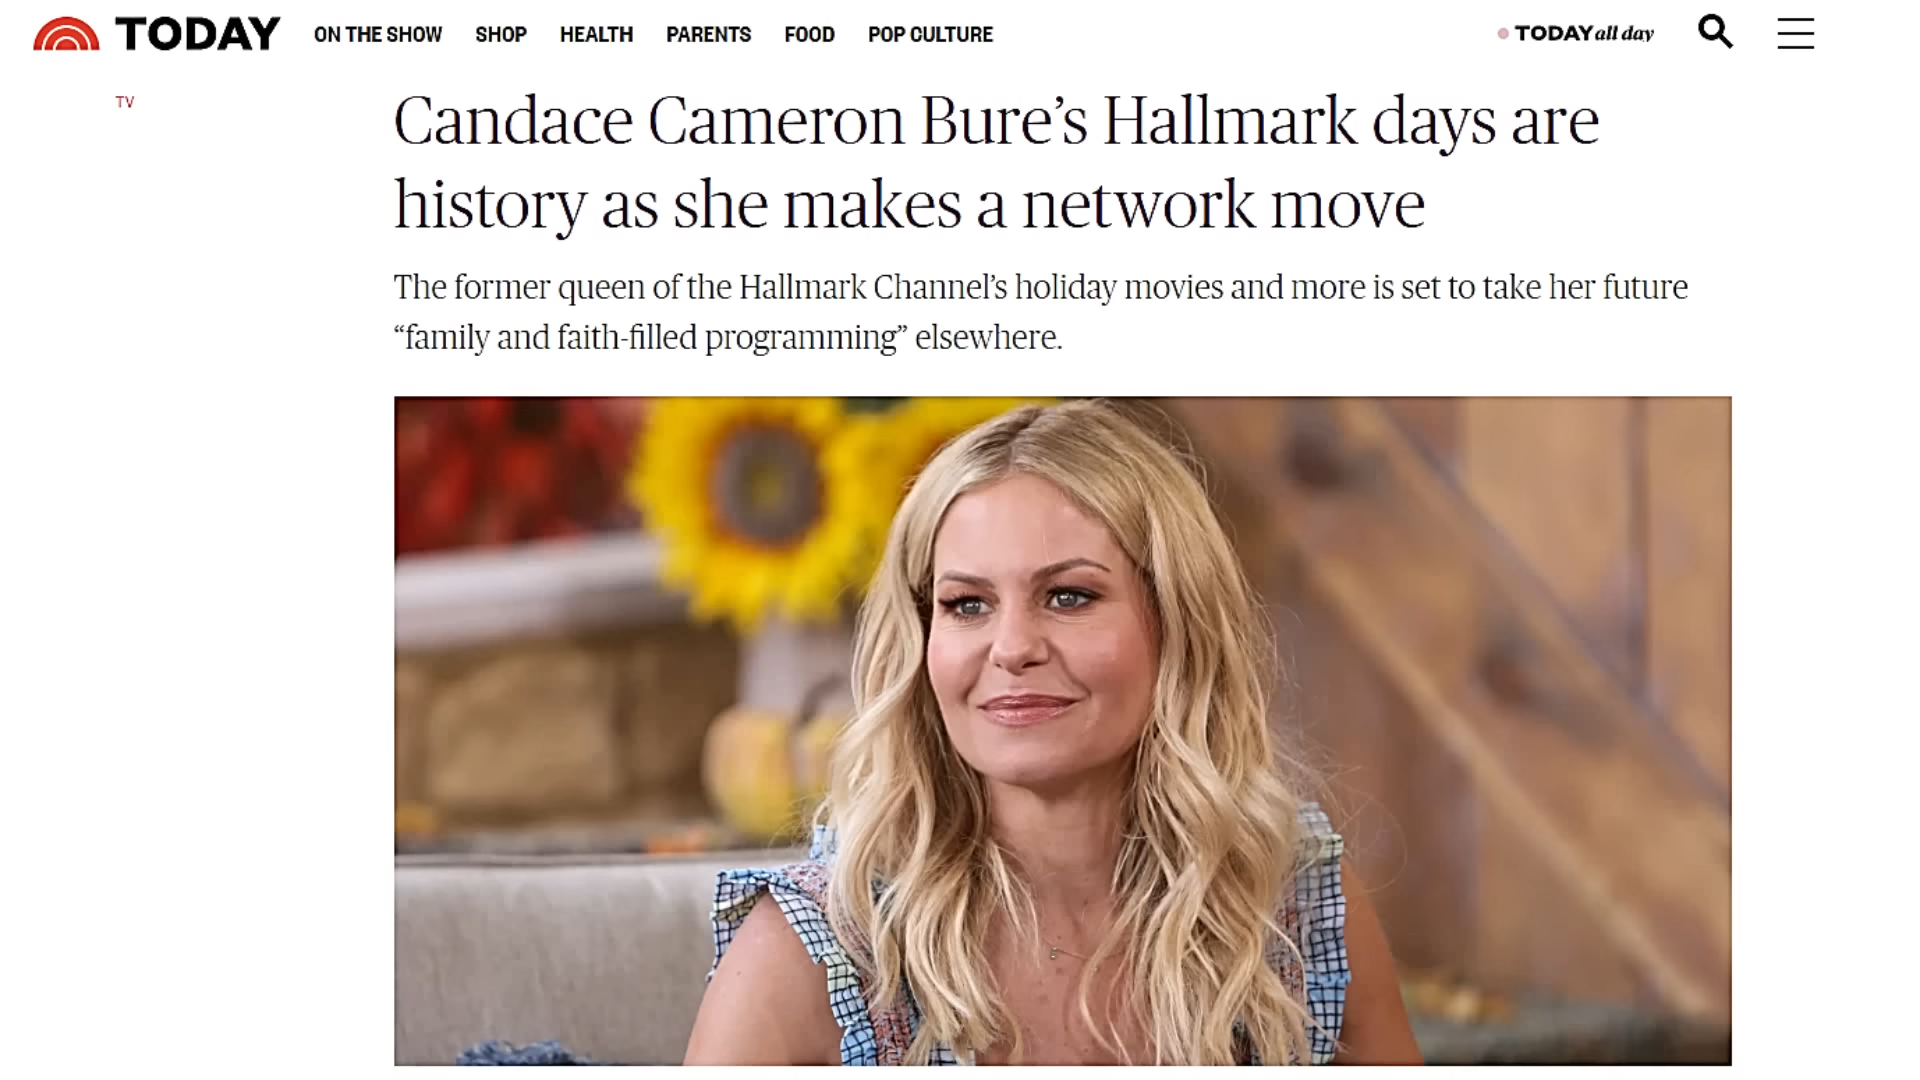 TODAY ON THE SHOW SHOP HEALTH PARENTS FOOD POP CULTURE TODAY all day
TV
Candace Cameron Bure’s Hallmark days are
history as she makes a network move
The former queen of the Hallmark Channel’s holiday movies and more is set to take her future
“family and faith-filled programming” elsewhere.